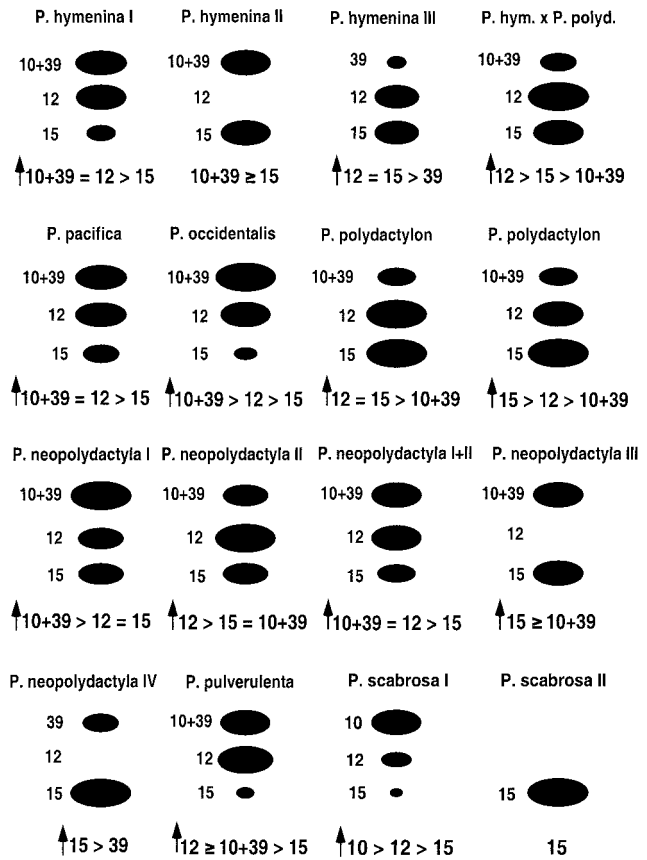 P. hymenina I P. hymenina II P. hymenina III P. hym. x P. polyd.
10+39 10+39 39 10+39
12 12 12 12
15 15 15 15
10+39 = 12 > 15 10+39 ≥ 15 12 = 15 > 39 12 > 15 > 10+39
P. pacifica P. occidentalis P. polydactylon P. polydactylon
10+39 10+39 10+39 10+39
12 12 12 12
15 15 15 15
10+39 = 12 > 15 10+39 > 12 > 15 12 = 15 > 10+39 15 > 12 > 10+39
P. neopolydactyla I P. neopolydactyla II P. neopolydactyla I+II P. neopolydactyla III
10+39 10+39 10+39 10+39
12 12 12 12
15 15 15 15
10+39 > 12 = 15 12 > 15 = 10+39 10+39 = 12 > 15 15 ≥ 10+39
P. neopolydactyla IV P. pulverulenta P. scabrosa I P. scabrosa II
39 10+39 10
12 12 12
15 15 15 15
15 > 39 12 ≥ 10+39 > 15 10 > 12 > 15 15